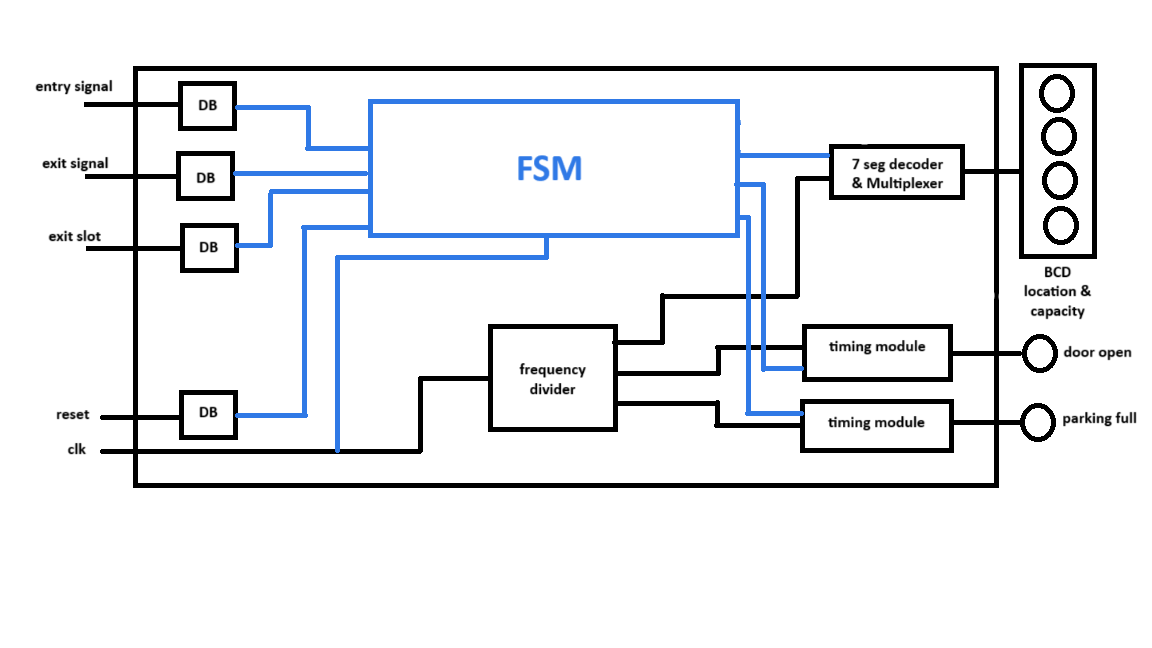 entry signal
DB
exit signal
DB
exit slot
DB
FSM
7 seg decoder
& Multiplexer
BCD
location &
capacity
frequency
divider
timing module
door open
timing module
parking full
reset
DB
clk